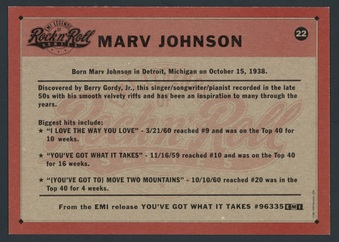 EMI LEGENDS OF
Rock n' Roll
SERIES
MARV JOHNSON
22
Born Marv Johnson in Detroit, Michigan on October 15, 1938.
Discovered by Berry Gordy, Jr., this singer/songwriter/pianist recorded in the late
50s with his smooth velvety riffs and has been an inspiration to many through the
years.
Biggest hits include:
★ "I LOVE THE WAY YOU LOVE" - 3/21/60 reached #9 and was on the Top 40 for
10 weeks.
★ "YOU'VE GOT WHAT IT TAKES" - 11/16/59 reached #10 and was on the Top 40
for 16 weeks.
★ "(YOU'VE GOT TO) MOVE TWO MOUNTAINS" - 10/10/60 reached #20 was in the
Top 40 for 4 weeks.
From the EMI release YOU'VE GOT WHAT IT TAKES #96335 EMI